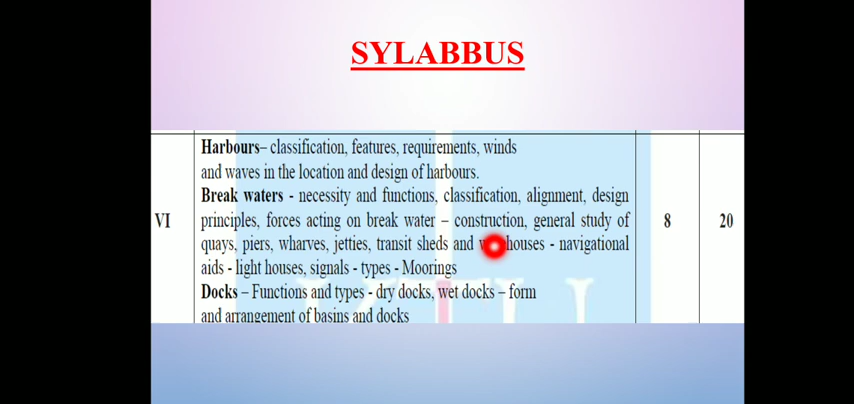 SYLABBUS
Harbours– classification, features, requirements, winds
and waves in the location and design of harbours.
Break waters - necessity and functions, classification, alignment, design
VI principles, forces acting on break water – construction, general study of 8 20
quays, piers, wharves, jetties, transit sheds and houses - navigational
aids - light houses, signals - types - Moorings
Docks – Functions and types - dry docks, wet docks – form
and arrangement of basins and docks